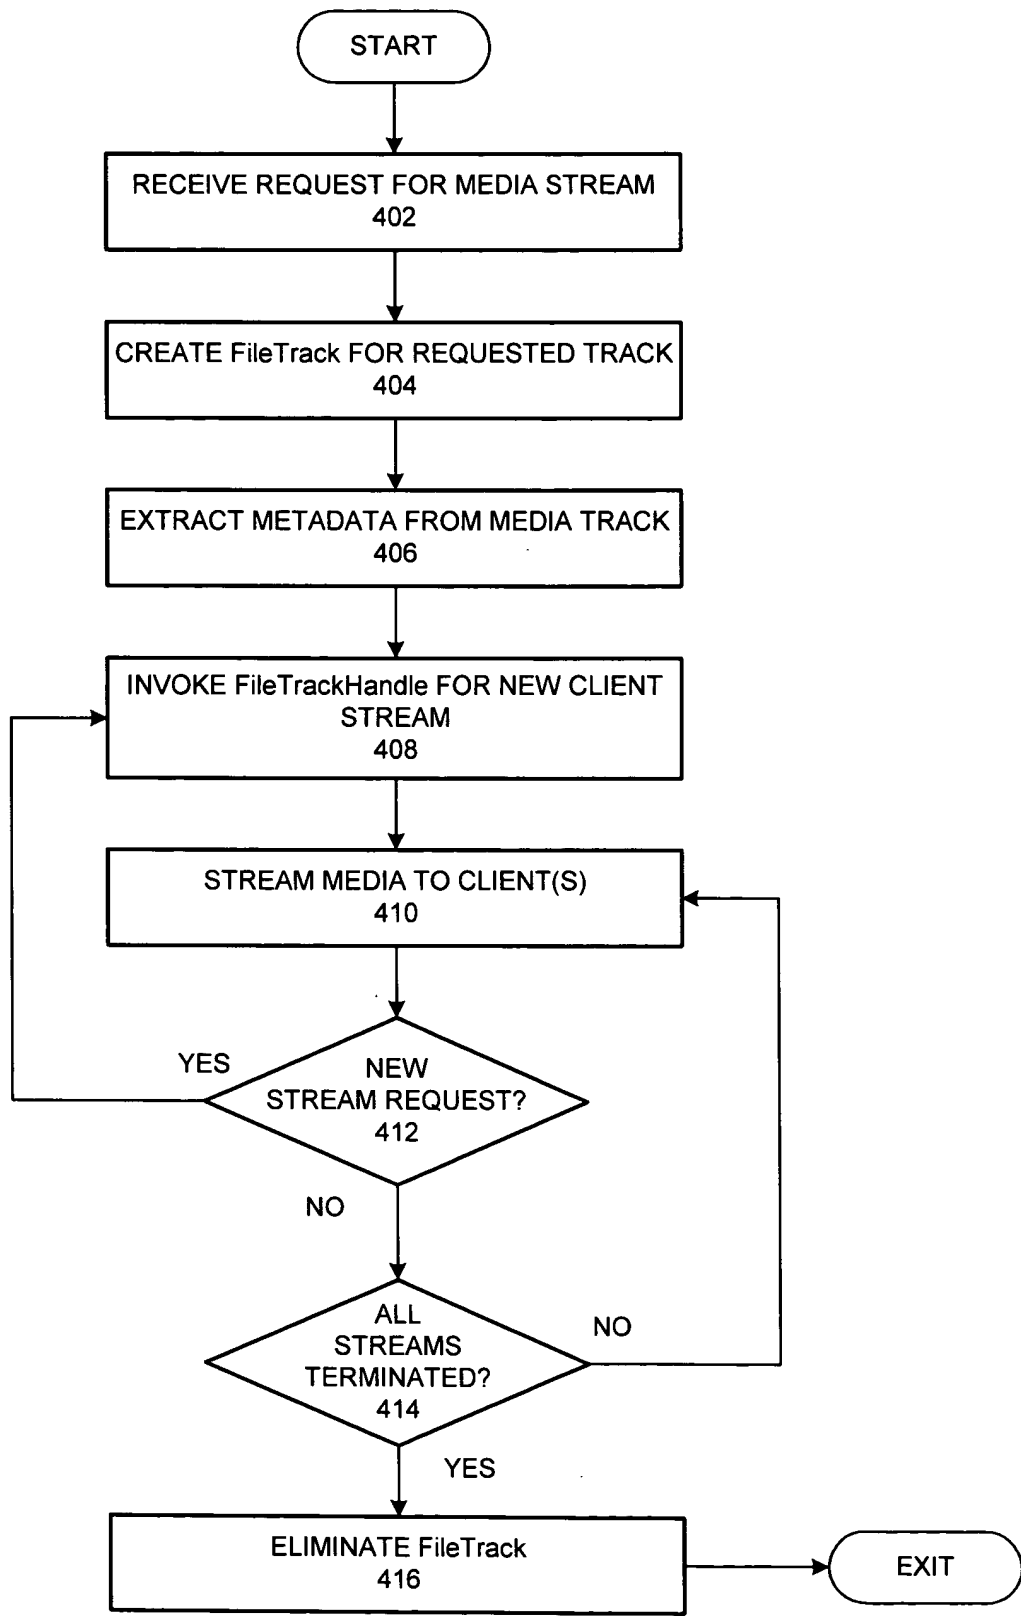 START
RECEIVE REQUEST FOR MEDIA STREAM
402
CREATE FileTrack FOR REQUESTED TRACK
404
EXTRACT METADATA FROM MEDIA TRACK
406
INVOKE FileTrackHandle FOR NEW CLIENT
STREAM
408
STREAM MEDIA TO CLIENT(S)
410
YES
NEW
STREAM REQUEST?
412
NO
ALL
STREAMS
TERMINATED?
414
NO
YES
ELIMINATE FileTrack
416
EXIT